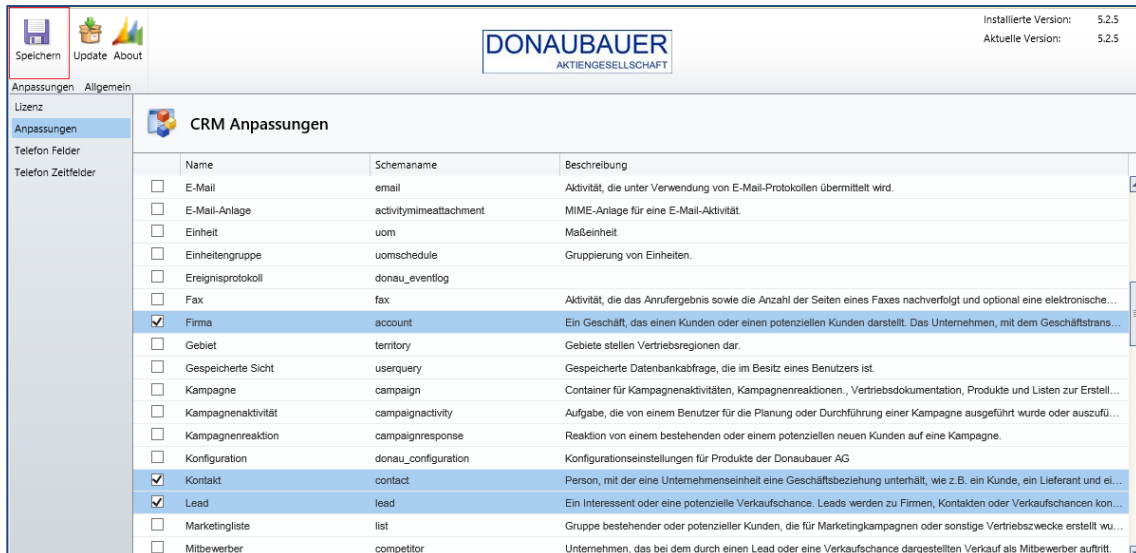 Speichern Update About
Anpassungen Allgemein
DONAUBAUER
AKTIENGESELLSCHAFT
Installierte Version: 5.2.5
Aktuelle Version: 5.2.5
Lizenz
Anpassungen
Telefon Felder
Telefon Zeitfelder
CRM Anpassungen
Name Schemaname Beschreibung
E-Mail email Aktivität, die unter Verwendung von E-Mail-Protokollen übermittelt wird.
E-Mail-Anlage activitymimeattachment MIME-Anlage für eine E-Mail-Aktivität.
Einheit uom Maßeinheit
Einheitengruppe uomschedule Gruppierung von Einheiten.
Ereignisprotokoll donau_eventlog
Fax fax Aktivität, die das Anrufergebnis sowie die Anzahl der Seiten eines Faxes nachverfolgt und optional eine elektronische...
Firma account Ein Geschäft, das einen Kunden oder einen potenziellen Kunden darstellt. Das Unternehmen, mit dem Geschäftstrans...
Gebiet territory Gebiete stellen Vertriebsregionen dar.
Gespeicherte Sicht userquery Gespeicherte Datenbankabfrage, die im Besitz eines Benutzers ist.
Kampagne campaign Container für Kampagnenaktivitäten, Kampagnenreaktionen., Vertriebsdokumentation, Produkte und Listen zur Erstell...
Kampagnenaktivität campaignactivity Aufgabe, die von einem Benutzer für die Planung oder Durchführung einer Kampagne ausgeführt wurde oder auszufü...
Kampagnenreaktion campaignresponse Reaktion von einem bestehenden oder einem potenziellen neuen Kunden auf eine Kampagne.
Konfiguration donau_configuration Konfigurationseinstellungen für Produkte der Donaubauer AG
Kontakt contact Person, mit der eine Unternehmenseinheit eine Geschäftsbeziehung unterhält, wie z.B. ein Kunde, ein Lieferant und ei...
Lead lead Ein Interessent oder eine potenzielle Verkaufschance. Leads werden zu Firmen, Kontakten oder Verkaufschancen kon...
Marketingliste list Gruppe bestehender oder potenzieller Kunden, die für Marketingkampagnen oder sonstige Vertriebszwecke erstellt wu...
Mitbewerber competitor Unternehmen, das bei dem durch einen Lead oder eine Verkaufschance dargestellten Verkauf als Mitbewerber auftritt.